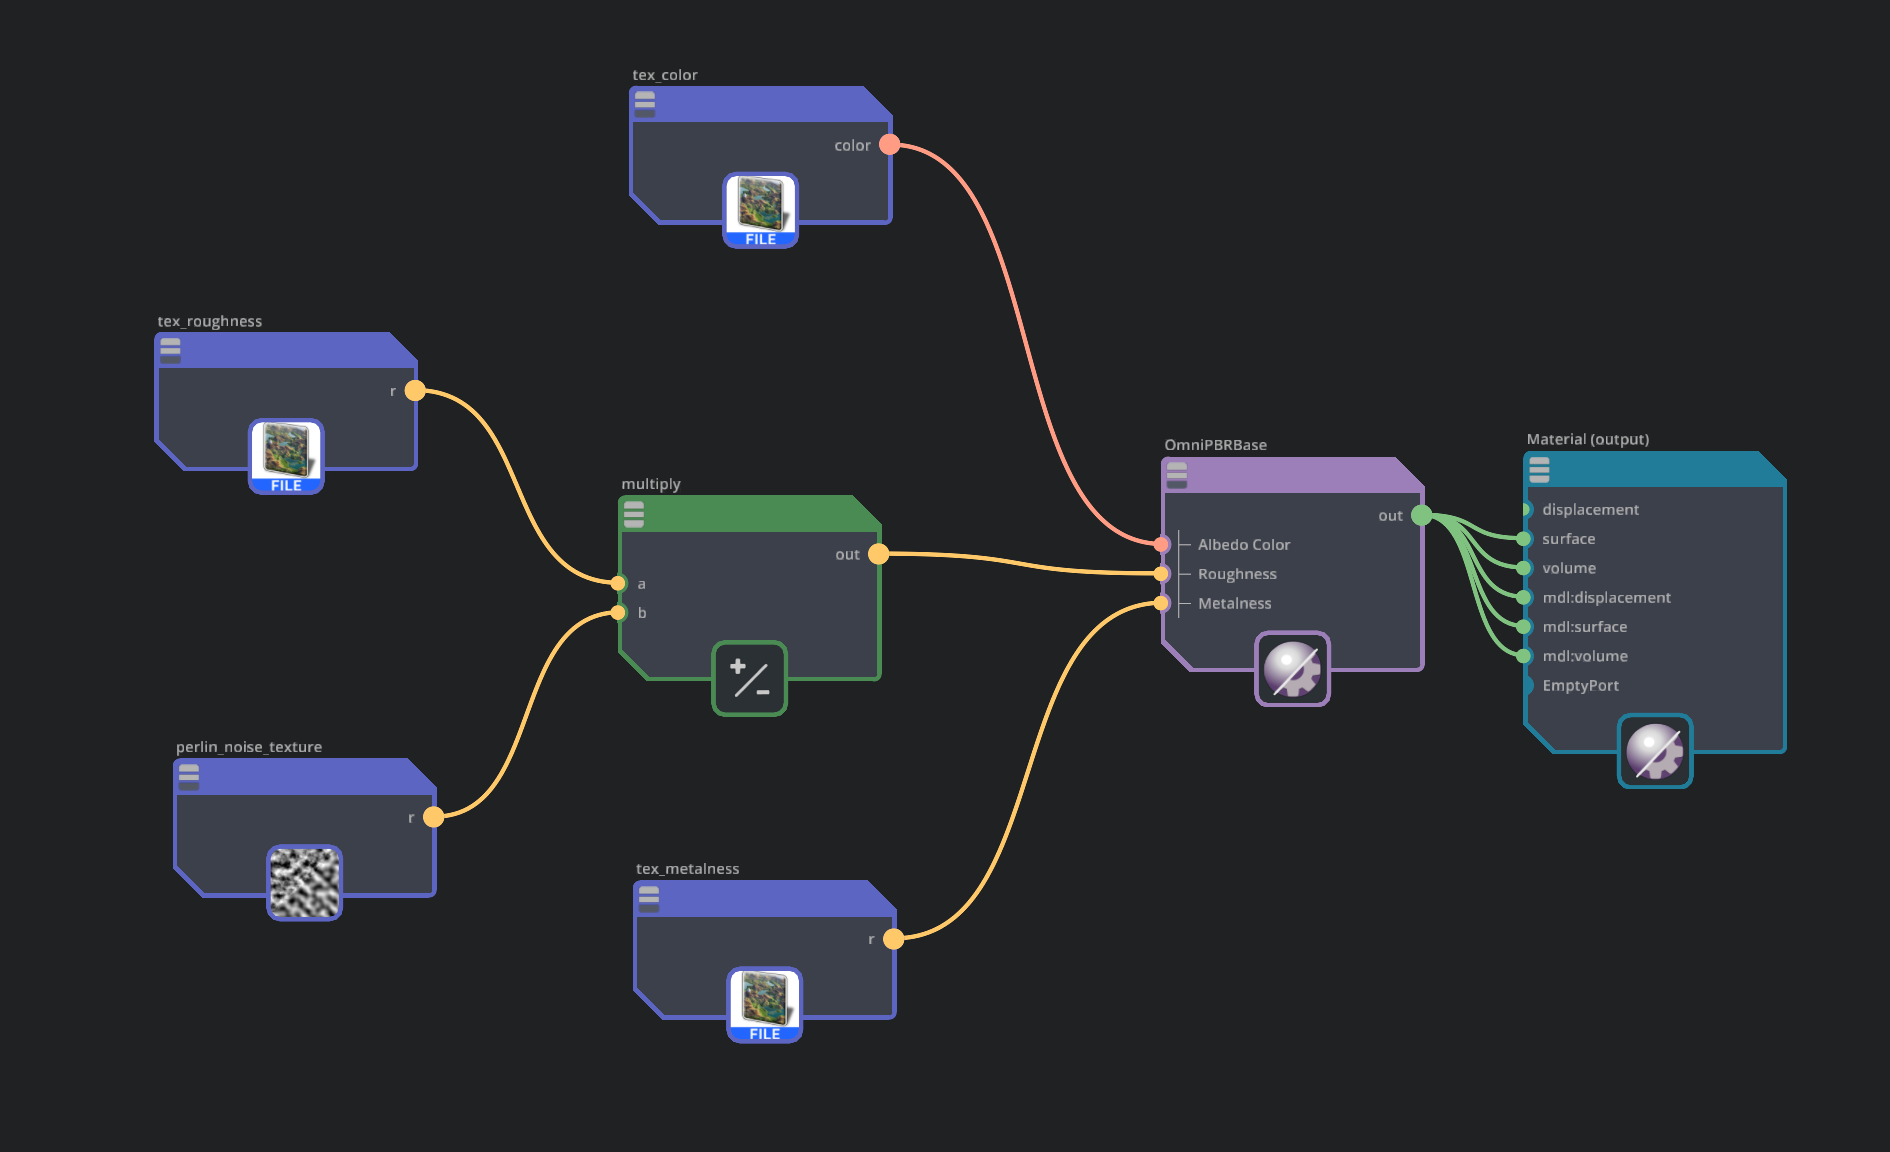 tex_color
color
FILE
tex_roughness
r
FILE
multiply
out
a
b
perlin_noise_texture
r
tex_metalness
r
FILE
OmniPBRBase
out
Albedo Color
Roughness
Metalness
Material (output)
displacement
surface
volume
mdl:displacement
mdl:surface
mdl:volume
EmptyPort